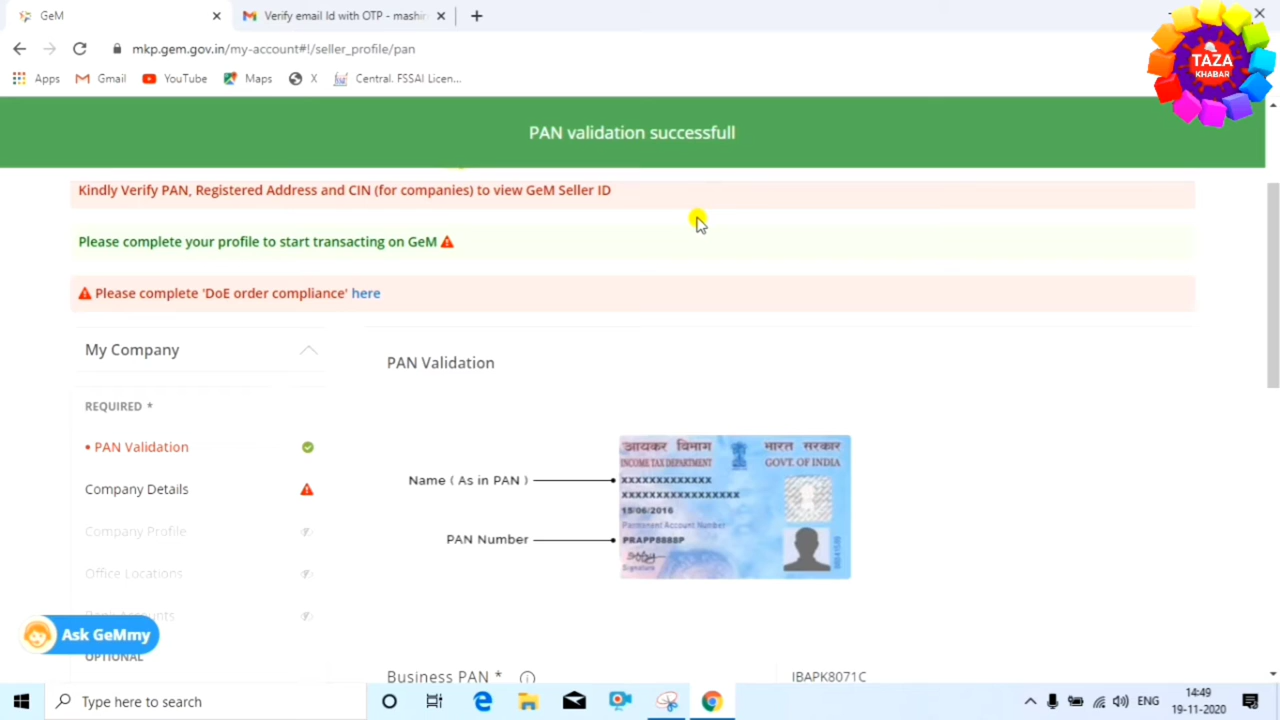 GeM
Verify email Id with OTP - mashir
mkp.gem.gov.in/my-account#!/seller_profile/pan
Apps
Gmail
YouTube
Maps
X
Central. FSSAI Licen...
TAZA
KHABAR
PAN validation successfull
Kindly Verify PAN, Registered Address and CIN (for companies) to view GeM Seller ID
Please complete your profile to start transacting on GeM
Please complete 'DoE order compliance' here
My Company
REQUIRED *
• PAN Validation
Company Details
Company Profile
Office Locations
Bank Accounts
OPTIONAL
Ask GeMmy
PAN Validation
आयकर विभाग
भारत सरकार
INCOME TAX DEPARTMENT
GOVT. OF INDIA
Name ( As in PAN )
XXXXXXXXXXXXX
XXXXXXXXXXXXXXXXX
15/06/2016
Permanent Account Number
PAN Number
PRAPP8888P
Signature
Business PAN *
IBAPK8071C
Type here to search
ENG
14:49
19-11-2020